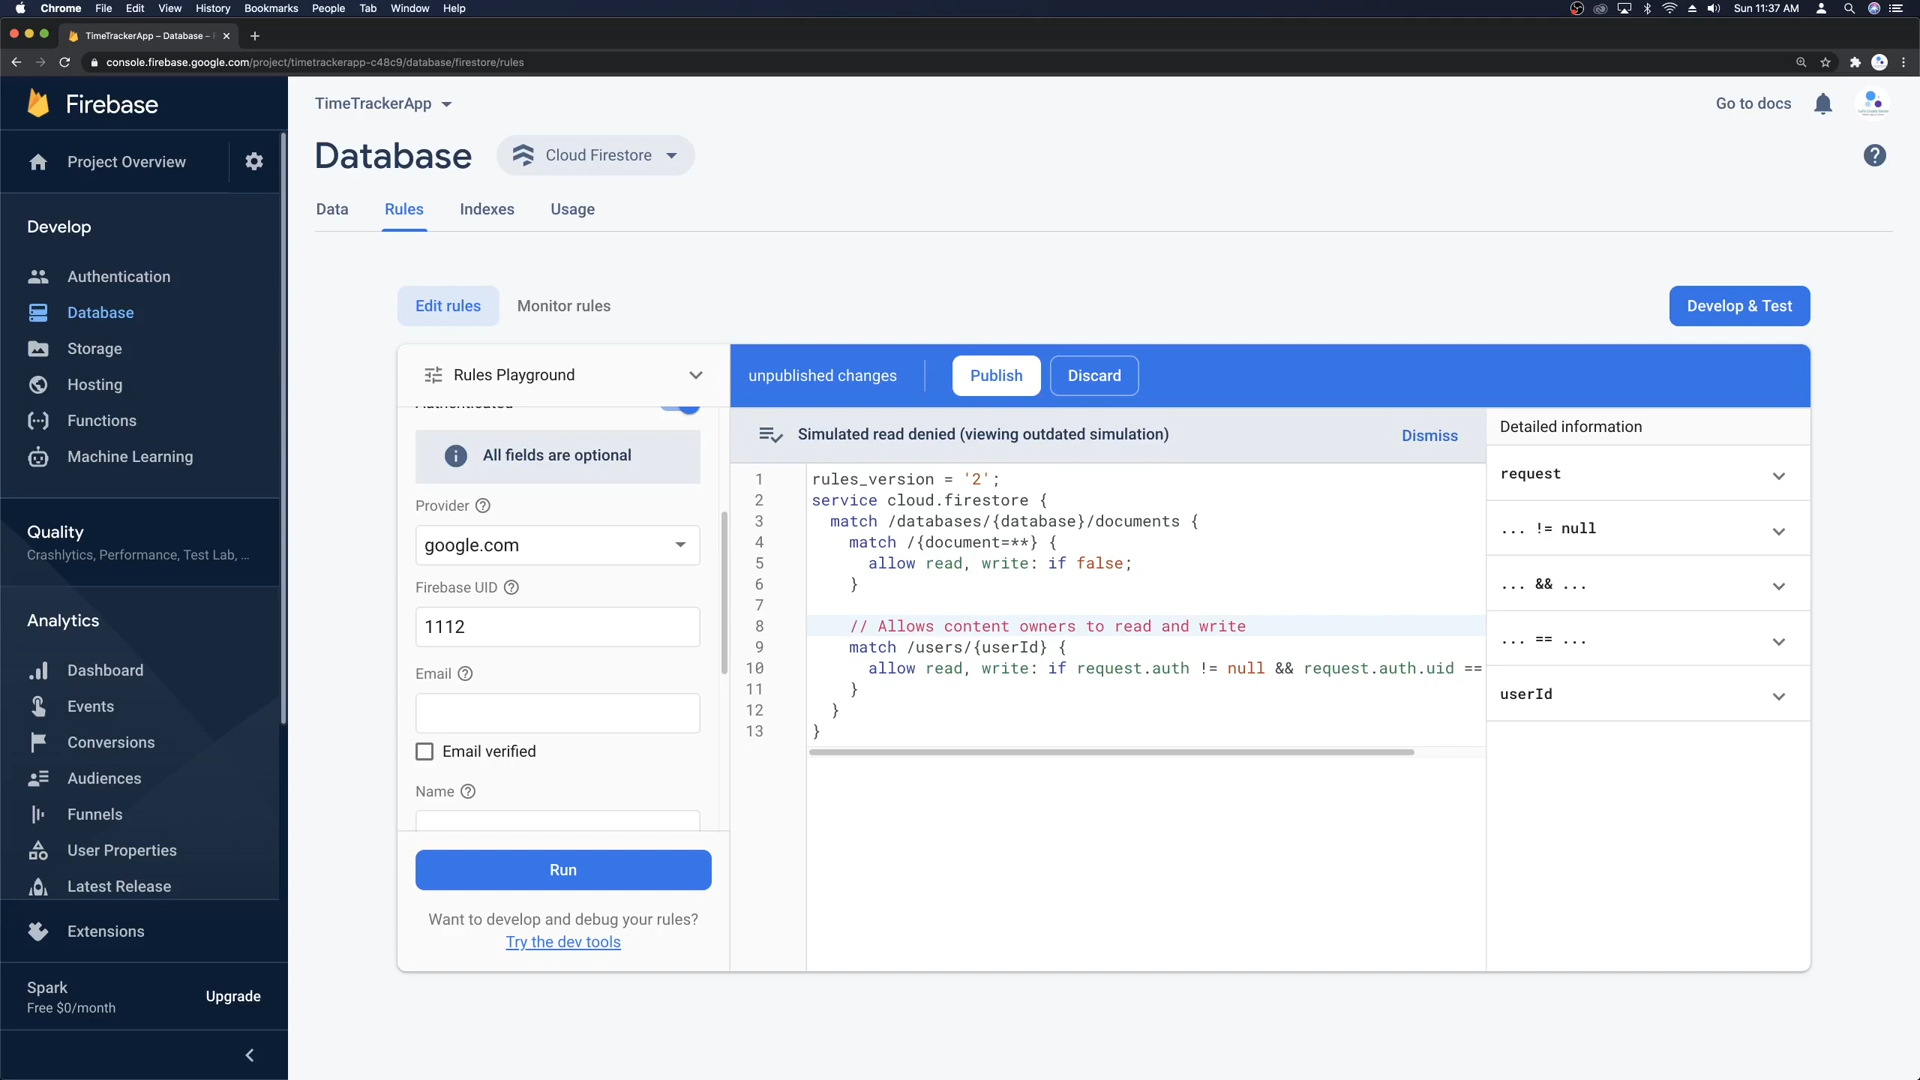 Chrome File Edit View History Bookmarks People Tab Window Help
Sun 11:37 AM
TimeTrackerApp – Database –
console.firebase.google.com/project/timetrackerapp-c48c9/database/firestore/rules
Firebase
Project Overview
Develop
Authentication
Database
Storage
Hosting
Functions
Machine Learning
Quality
Crashlytics, Performance, Test Lab, ...
Analytics
Dashboard
Events
Conversions
Audiences
Funnels
User Properties
Latest Release
Extensions
Spark
Free $0/month
Upgrade
TimeTrackerApp
Go to docs
Database
Cloud Firestore
Data Rules Indexes Usage
Edit rules
Monitor rules
Develop & Test
Rules Playground
Authenticated
All fields are optional
Provider
google.com
Firebase UID
1112
Email
Email verified
Name
Run
Want to develop and debug your rules?
Try the dev tools
unpublished changes
Publish
Discard
Simulated read denied (viewing outdated simulation)
Dismiss
1 rules_version = '2';
2 service cloud.firestore {
3 match /databases/{database}/documents {
4 match /{document=**} {
5 allow read, write: if false;
6 }
7
8 // Allows content owners to read and write
9 match /users/{userId} {
10 allow read, write: if request.auth != null && request.auth.uid ==
11 }
12 }
13 }
Detailed information
request
... != null
... && ...
... == ...
userId